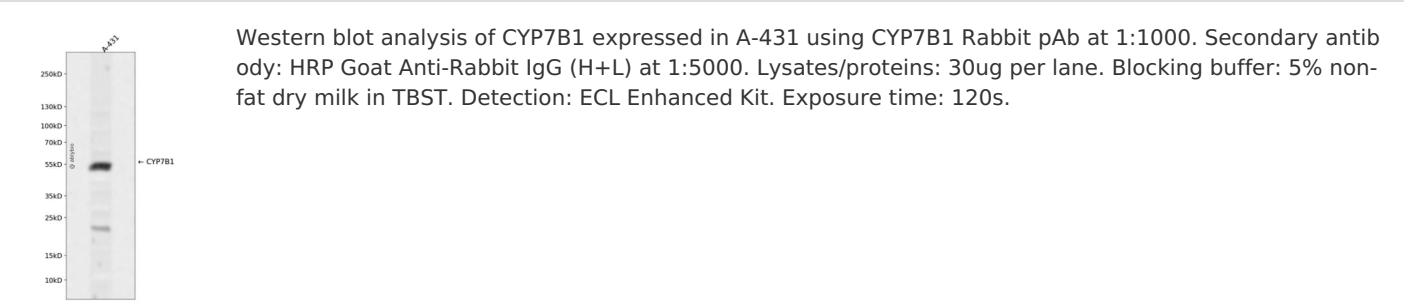 A-431
250kD
130kD
100kD
70kD
55kD
35kD
25kD
15kD
10kD
← CYP7B1
Western blot analysis of CYP7B1 expressed in A-431 using CYP7B1 Rabbit pAb at 1:1000. Secondary antib
ody: HRP Goat Anti-Rabbit IgG (H+L) at 1:5000. Lysates/proteins: 30ug per lane. Blocking buffer: 5% non-
fat dry milk in TBST. Detection: ECL Enhanced Kit. Exposure time: 120s.